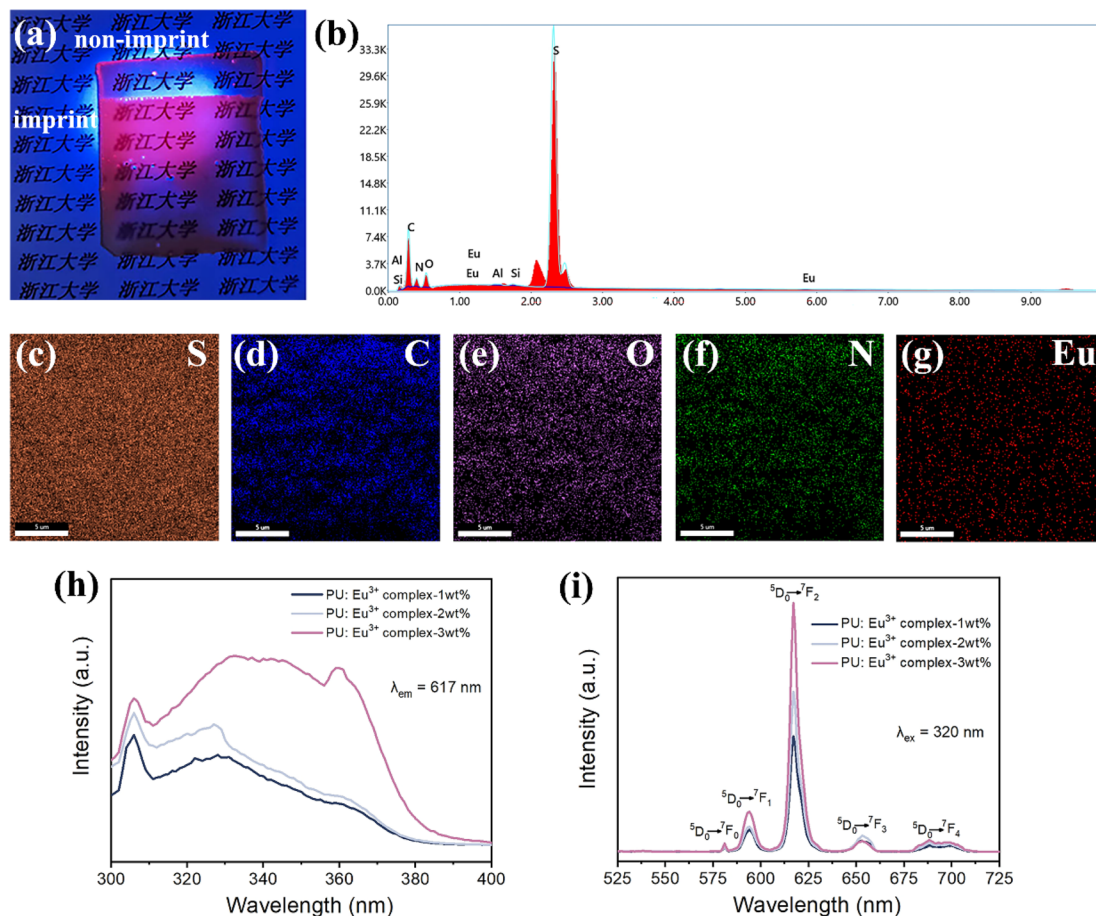 (a)
non-imprint
imprint
浙江大学 浙江大学 浙江大学
浙江大学 浙江大学 浙江大学
浙江大学 浙江大学 浙江大学
浙江大学 浙江大学 浙江大学
浙江大学 浙江大学 浙江大学
浙江大学 浙江大学 浙江大学
浙江大学 浙江大学 浙江大学
浙江大学 浙江大学 浙江大学
浙江大学 浙江大学 浙江大学
(b)
33.3K
29.6K
25.9K
22.2K
18.5K
14.8K
11.1K
7.4K
3.7K
0.0K
S
C
Al
N O
Eu
Si
Eu Al Si
Eu
0.00 1.00 2.00 3.00 4.00 5.00 6.00 7.00 8.00 9.00
(c) S
5 um
(d) C
5 um
(e) O
5 um
(f) N
5 um
(g) Eu
5 um
(h)
PU: Eu³⁺ complex-1wt%
PU: Eu³⁺ complex-2wt%
PU: Eu³⁺ complex-3wt%
λem = 617 nm
Intensity (a.u.)
300 320 340 360 380 400
Wavelength (nm)
(i)
⁵D₀→⁷F₂
PU: Eu³⁺ complex-1wt%
PU: Eu³⁺ complex-2wt%
PU: Eu³⁺ complex-3wt%
λex = 320 nm
⁵D₀→⁷F₁
⁵D₀→⁷F₀
⁵D₀→⁷F₃
⁵D₀→⁷F₄
Intensity (a.u.)
525 550 575 600 625 650 675 700 725
Wavelength (nm)